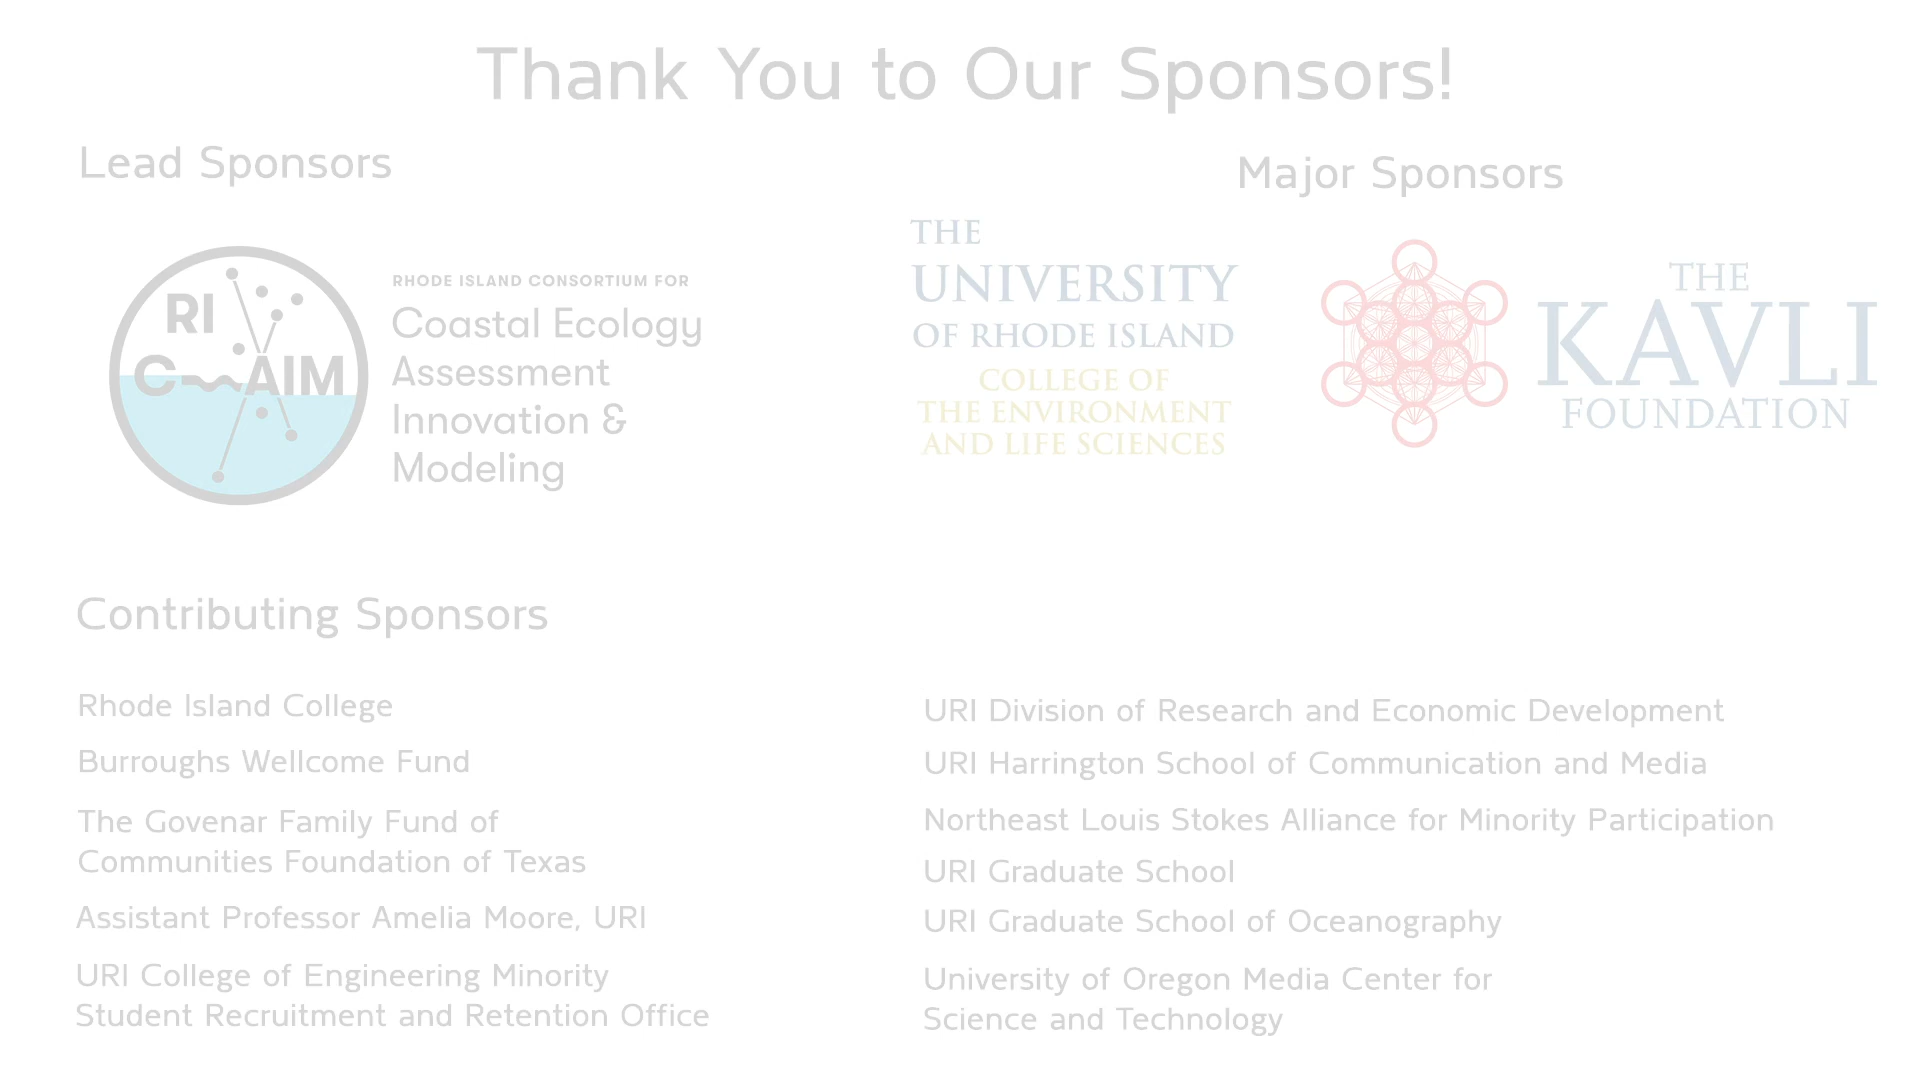 Thank You to Our Sponsors!
Lead Sponsors
RI
C AIM
RHODE ISLAND CONSORTIUM FOR
Coastal Ecology
Assessment
Innovation &
Modeling
Major Sponsors
THE
UNIVERSITY
OF RHODE ISLAND
COLLEGE OF
THE ENVIRONMENT
AND LIFE SCIENCES
THE
KAVLI
FOUNDATION
Contributing Sponsors
Rhode Island College
Burroughs Wellcome Fund
The Govenar Family Fund of
Communities Foundation of Texas
Assistant Professor Amelia Moore, URI
URI College of Engineering Minority
Student Recruitment and Retention Office
URI Division of Research and Economic Development
URI Harrington School of Communication and Media
Northeast Louis Stokes Alliance for Minority Participation
URI Graduate School
URI Graduate School of Oceanography
University of Oregon Media Center for
Science and Technology